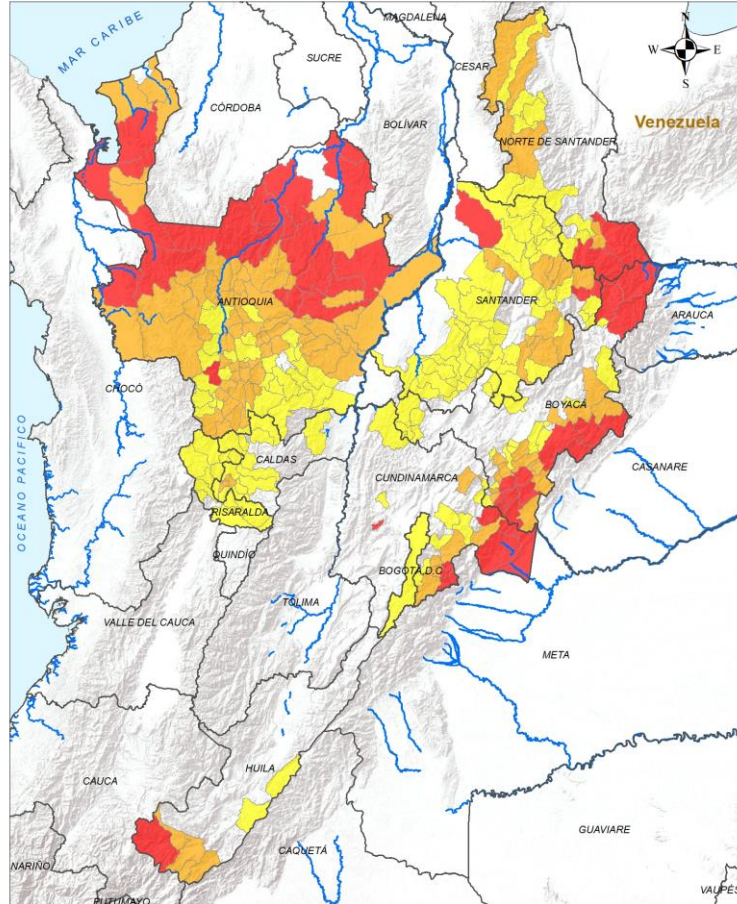 MAR CARIBE
MAGDALENA
N
W E
S
SUCRE
CESAR
CÓRDOBA
BOLÍVAR
Venezuela
NORTE DE SANTANDER
ANTIOQUIA
SANTANDER
ARAUCA
CHOCÓ
BOYACÁ
OCEANO PACIFICO
CALDAS
CUNDINAMARCA
CASANARE
RISARALDA
QUINDÍO
BOGOTÁ, D.C
TOLIMA
VALLE DEL CAUCA
META
HUILA
CAUCA
GUAVIARE
CAQUETÁ
NARIÑO
PUTUMAYO
VAUPÉS